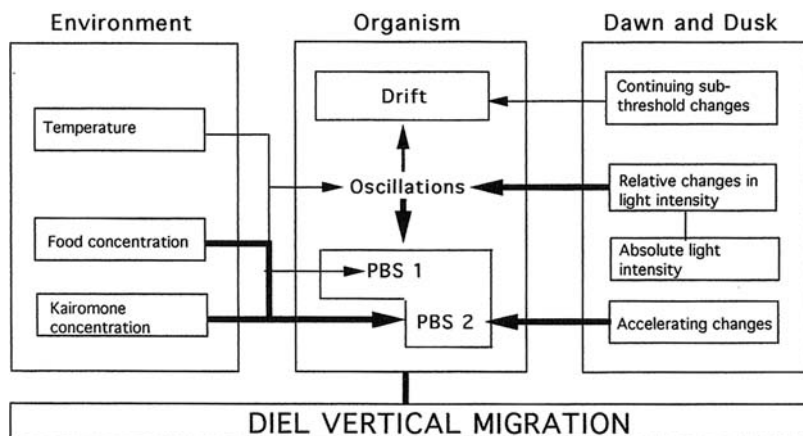 Environment
Organism
Dawn and Dusk
Temperature
Food concentration
Kairomone
concentration
Drift
Oscillations
PBS 1
PBS 2
Continuing sub-
threshold changes
Relative changes in
light intensity
Absolute light
intensity
Accelerating changes
DIEL VERTICAL MIGRATION